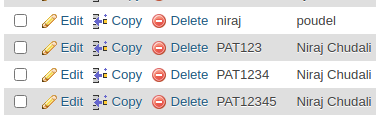 Edit Copy Delete niraj poudel
Edit Copy Delete PAT123 Niraj Chudali
Edit Copy Delete PAT1234 Niraj Chudali
Edit Copy Delete PAT12345 Niraj Chudali